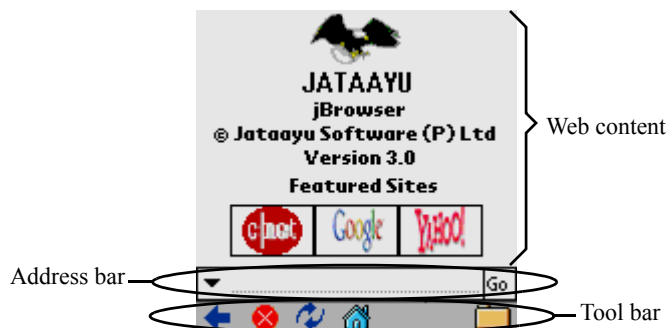 JATAAYU
jBrowser
© Jataayu Software (P) Ltd
Version 3.0
Featured Sites
c|net Google YAHOO!
Go
Web content
Address bar
Tool bar